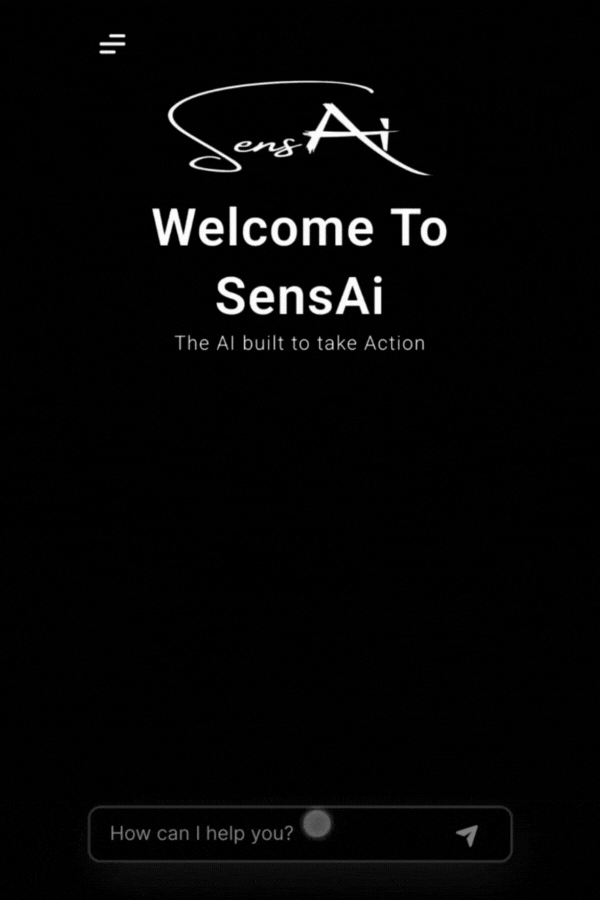 SensAi
Welcome To
SensAi
The AI built to take Action
How can I help you?